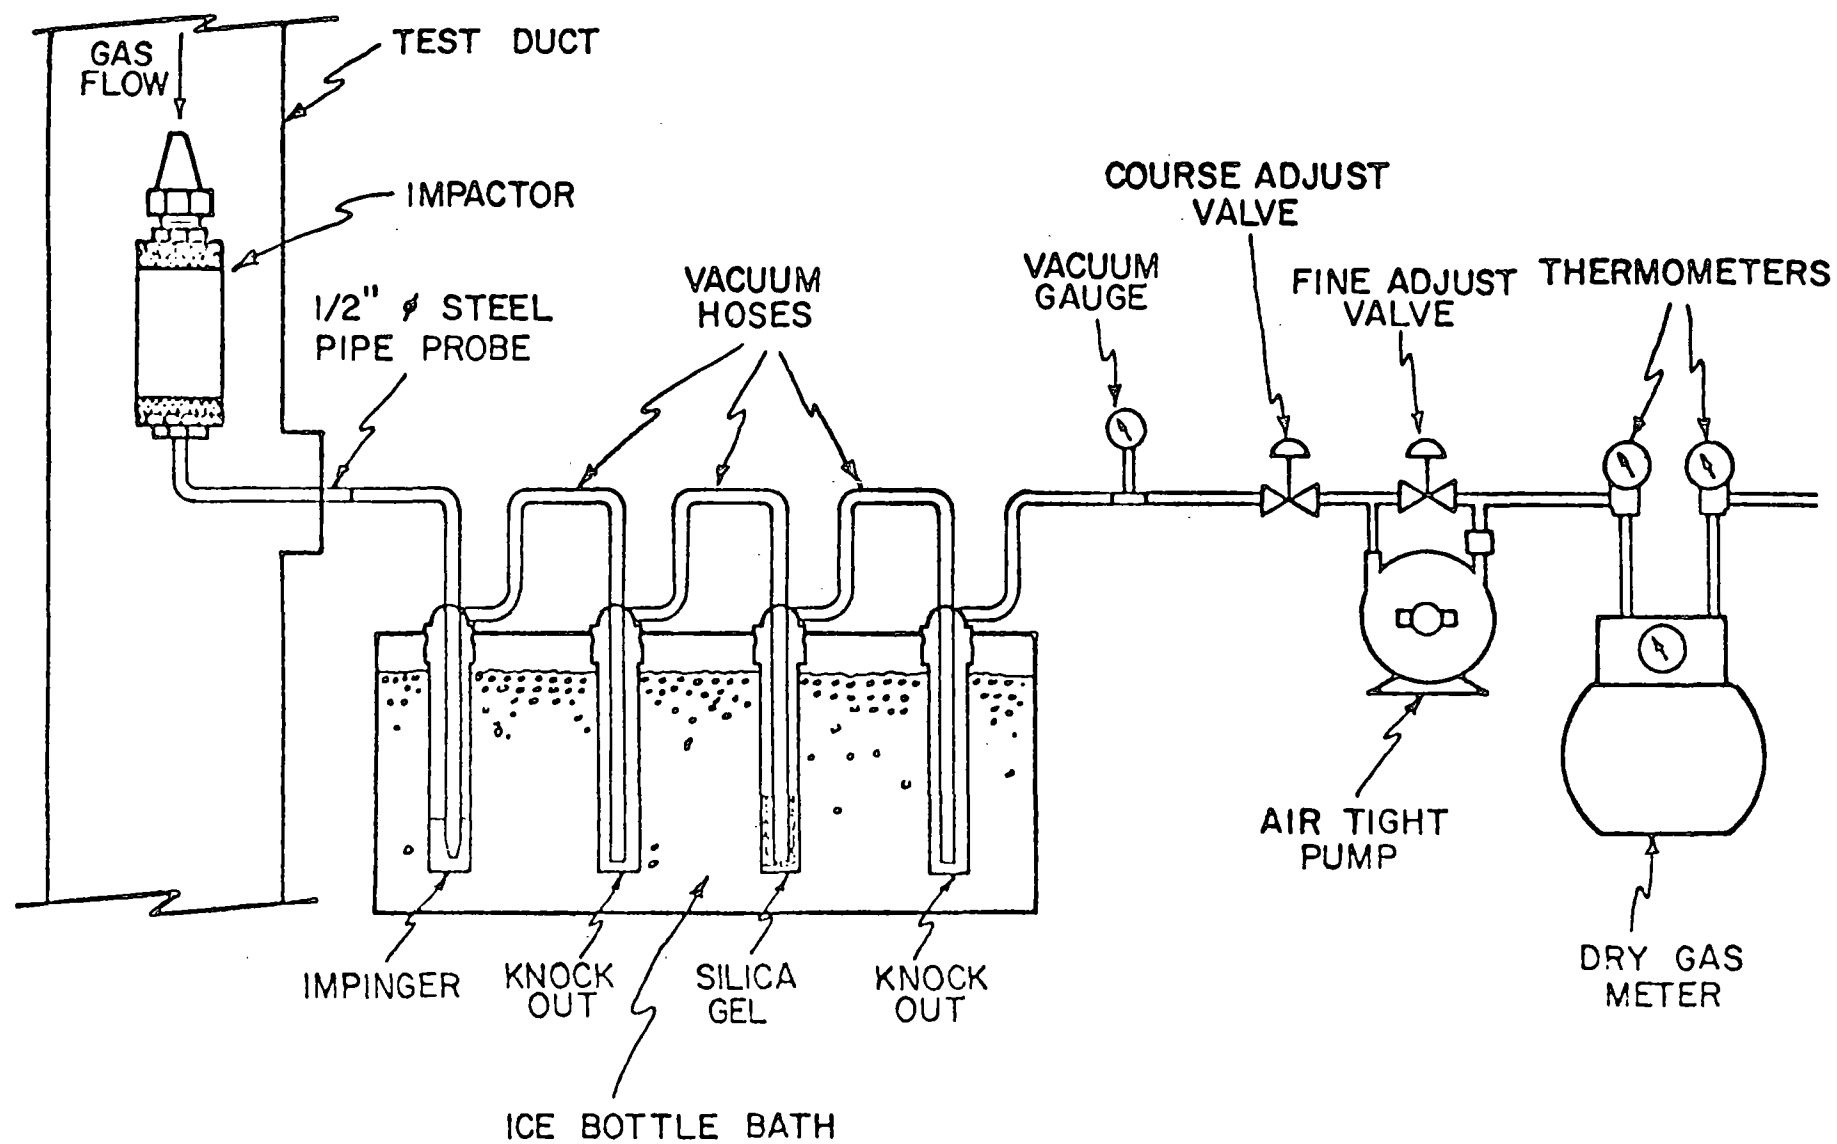 GAS
FLOW
TEST DUCT
IMPACTOR
1/2" ϕ STEEL
PIPE PROBE
VACUUM
HOSES
VACUUM
GAUGE
COURSE ADJUST
VALVE
FINE ADJUST
VALVE
THERMOMETERS
AIR TIGHT
PUMP
DRY GAS
METER
IMPINGER
KNOCK
OUT
SILICA
GEL
KNOCK
OUT
ICE BOTTLE BATH